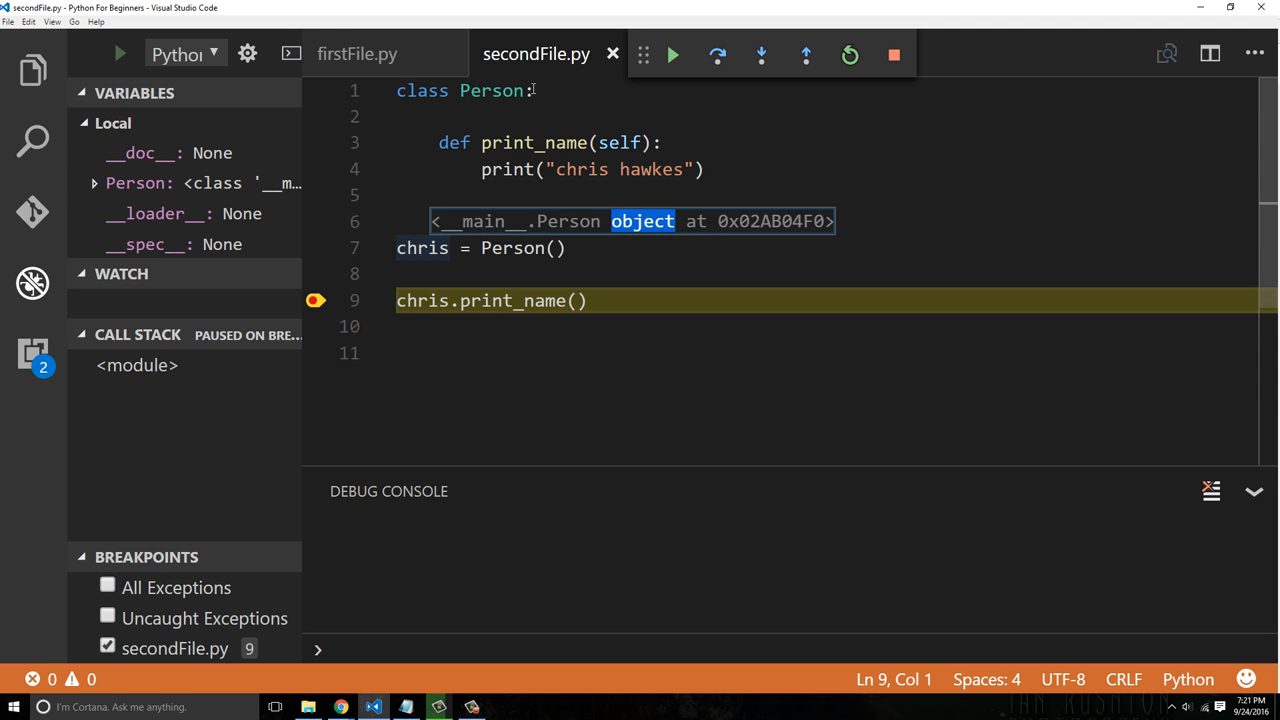 secondFile.py - Python For Beginners - Visual Studio Code
File Edit View Go Help
Python
firstFile.py
secondFile.py
VARIABLES
Local
__doc__: None
Person: <class '__m...
__loader__: None
__spec__: None
WATCH
CALL STACK PAUSED ON BRE...
<module>
BREAKPOINTS
All Exceptions
Uncaught Exceptions
secondFile.py 9
2
1 class Person:
2
3 def print_name(self):
4 print("chris hawkes")
5
6 <__main__.Person object at 0x02AB04F0>
7 chris = Person()
8
9 chris.print_name()
10
11
DEBUG CONSOLE
0 0
Ln 9, Col 1 Spaces: 4 UTF-8 CRLF Python
I'm Cortana. Ask me anything.
7:21 PM
9/24/2016